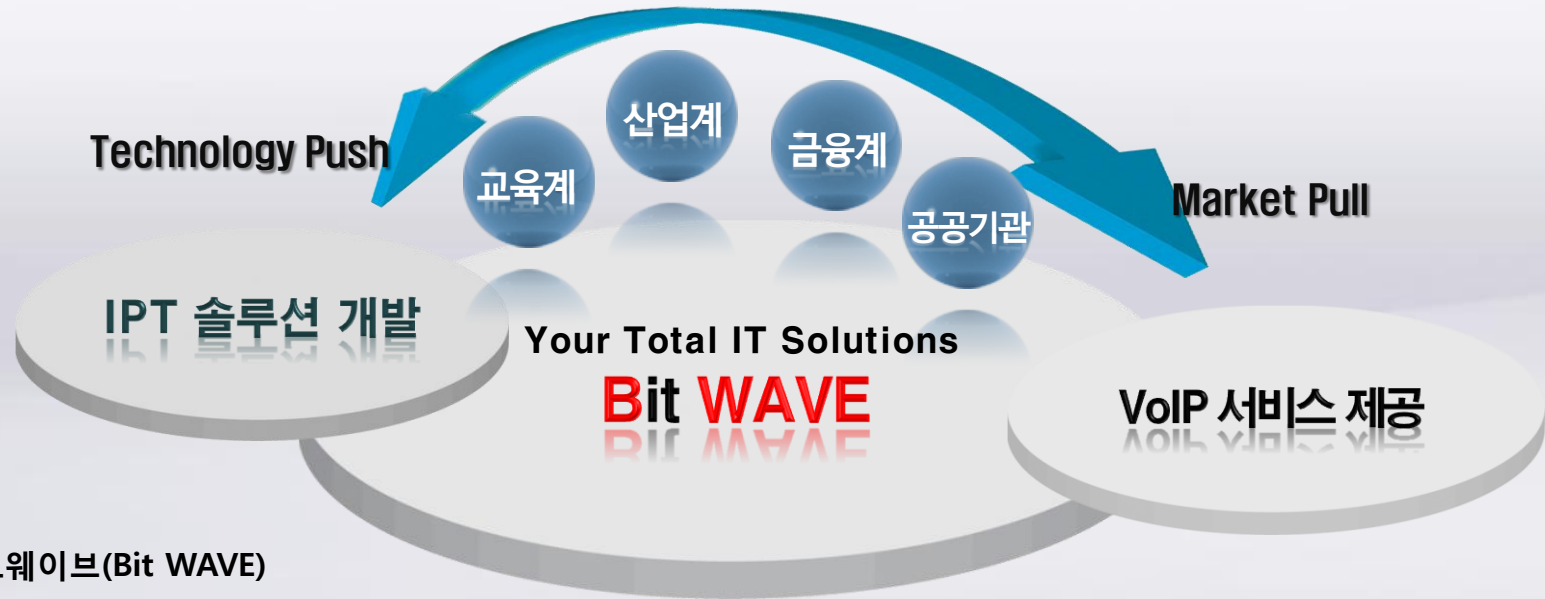 산업계
금융계
Technology Push
교육계
Market Pull
공공기관
IPT 솔루션 개발
Your Total IT Solutions
Bit WAVE
VoIP 서비스 제공
웨이브(Bit WAVE)